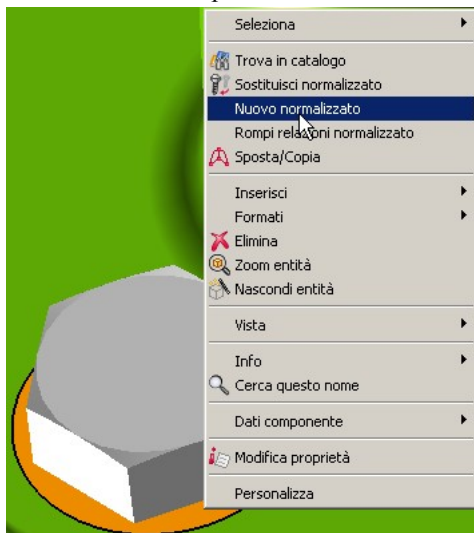 Seleziona
Trova in catalogo
Sostituisci normalizzato
Nuovo normalizzato
Rompi relazioni normalizzato
Sposta/Copia
Inserisci
Formati
Elimina
Zoom entità
Nascondi entità
Vista
Info
Cerca questo nome
Dati componente
Modifica proprietà
Personalizza